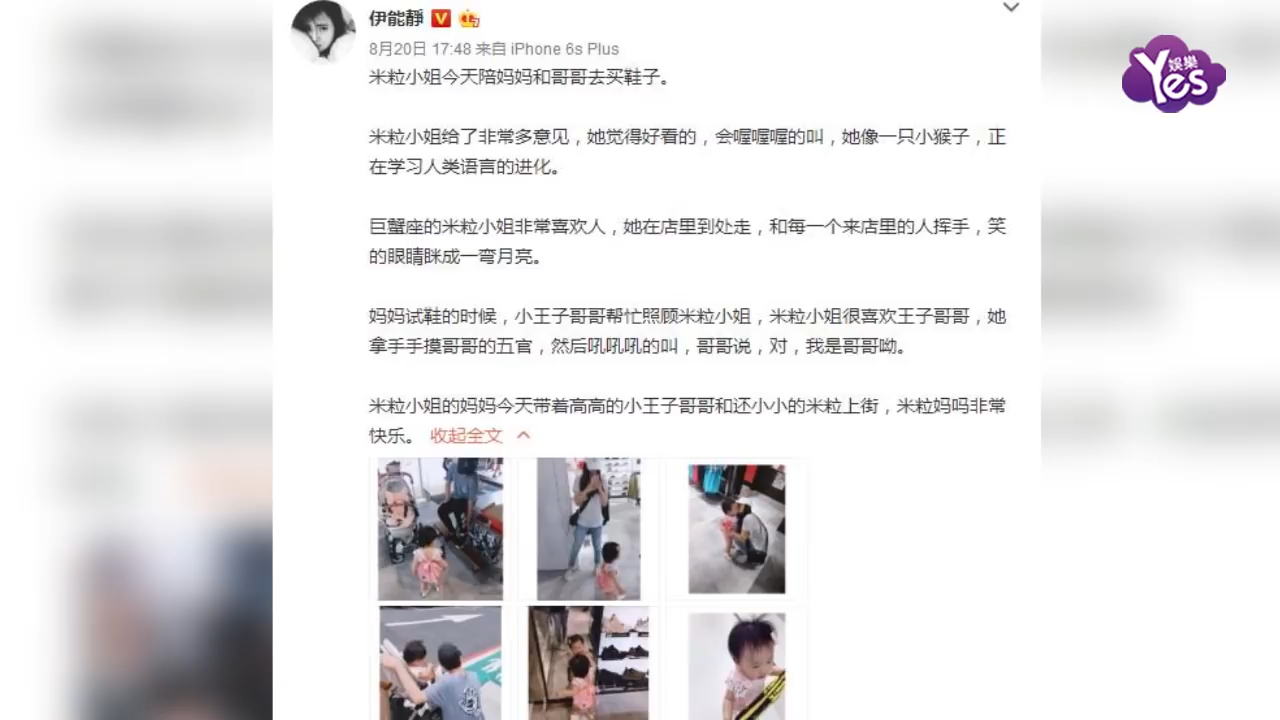 伊能靜
8月20日 17:48 来自 iPhone 6s Plus
米粒小姐今天陪妈妈和哥哥去买鞋子。
米粒小姐给了非常多意见，她觉得好看的，会喔喔喔的叫，她像一只小猴子，正
在学习人类语言的进化。
巨蟹座的米粒小姐非常喜欢人，她在店里到处走，和每一个来店里的人挥手，笑
的眼睛眯成一弯月亮。
妈妈试鞋的时候，小王子哥哥帮忙照顾米粒小姐，米粒小姐很喜欢王子哥哥，她
拿手手摸哥哥的五官，然后吼吼吼的叫，哥哥说，对，我是哥哥呦。
米粒小姐的妈妈今天带着高高的小王子哥哥和还小小的米粒上街，米粒妈吗非常
快乐。 收起全文
Yes 娛樂